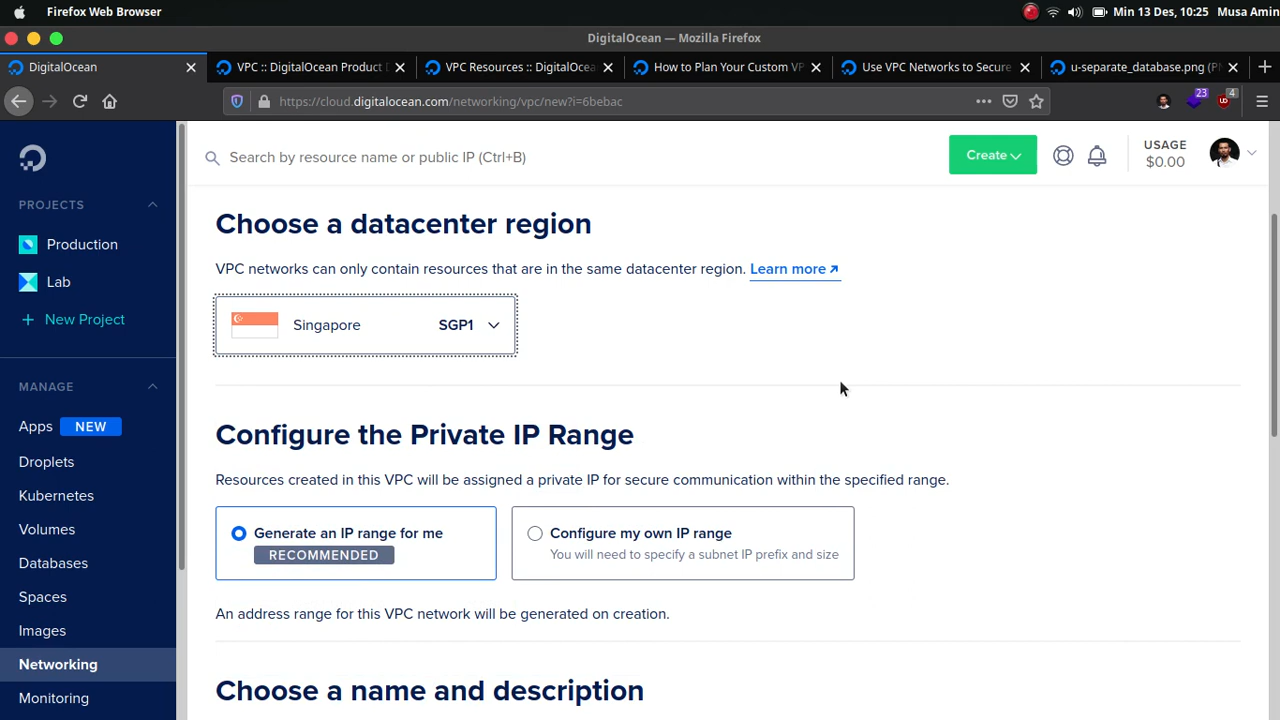 Firefox Web Browser
Min 13 Des, 10:25
Musa Amin
DigitalOcean — Mozilla Firefox
DigitalOcean
VPC :: DigitalOcean Product D
VPC Resources :: DigitalOcea
How to Plan Your Custom VP
Use VPC Networks to Secure
u-separate_database.png (P
https://cloud.digitalocean.com/networking/vpc/new?i=6bebac
23
4
Search by resource name or public IP (Ctrl+B)
Create
USAGE
$0.00
PROJECTS
Production
Lab
+ New Project
MANAGE
Apps NEW
Droplets
Kubernetes
Volumes
Databases
Spaces
Images
Networking
Monitoring
Choose a datacenter region
VPC networks can only contain resources that are in the same datacenter region. Learn more
Singapore SGP1
Configure the Private IP Range
Resources created in this VPC will be assigned a private IP for secure communication within the specified range.
Generate an IP range for me
RECOMMENDED
Configure my own IP range
You will need to specify a subnet IP prefix and size
An address range for this VPC network will be generated on creation.
Choose a name and description